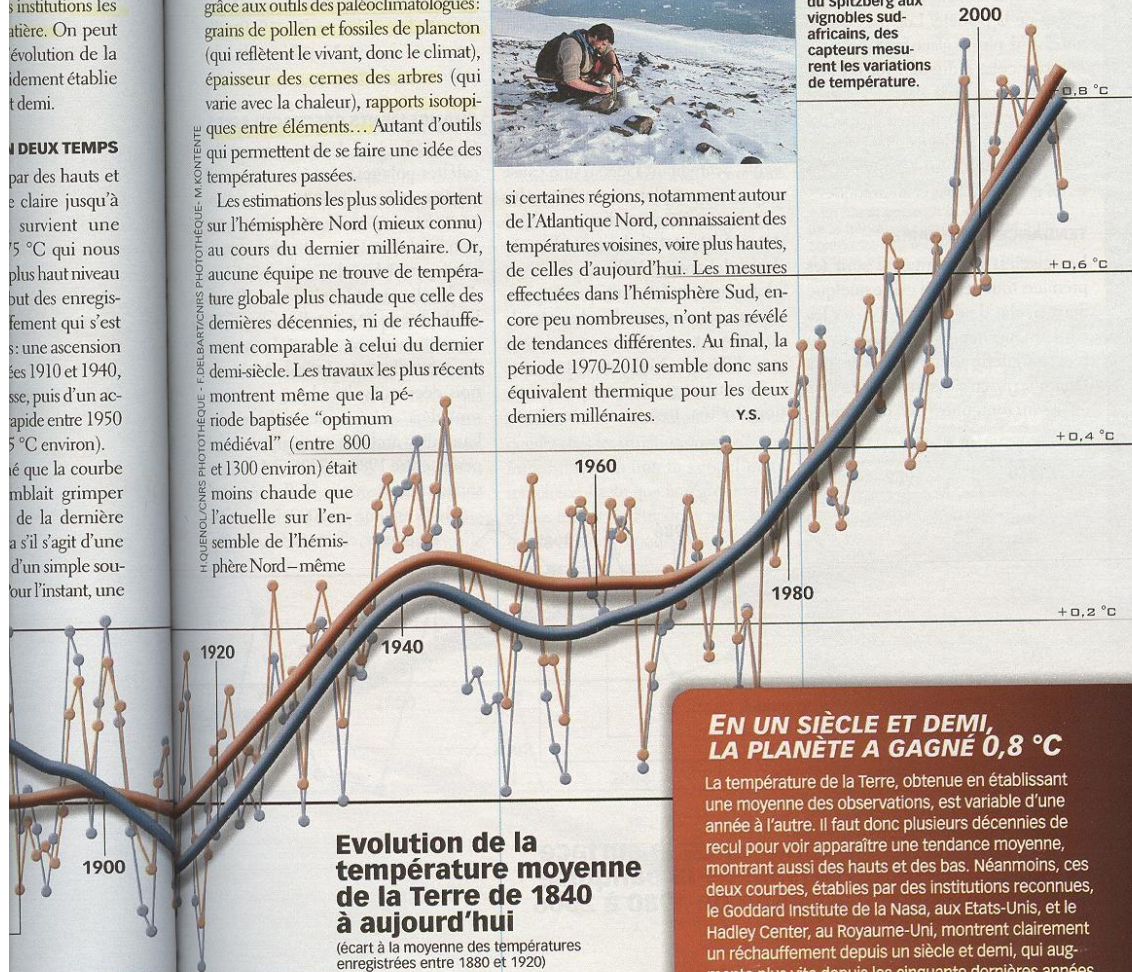 s institutions les
atière. On peut
évolution de la
idement établie
t demi.
N DEUX TEMPS
par des hauts et
e claire jusqu'à
survient une
5 °C qui nous
plus haut niveau
but des enregis-
fement qui s'est
s: une ascension
ées 1910 et 1940,
sse, puis d'un ac-
apide entre 1950
5 °C environ).
né que la courbe
mblait grimper
de la dernière
a s'il s'agit d'une
d'un simple sou-
Pour l'instant, une
H.QUENOL/CNRS PHOTOTHÈQUE - F.DELBART/CNRS PHOTOTHÈQUE- M.KONTENTE
grâce aux outils des paléoclimatologues:
grains de pollen et fossiles de plancton
(qui reflètent le vivant, donc le climat),
épaisseur des cernes des arbres (qui
varie avec la chaleur), rapports isotopi-
ques entre éléments… Autant d'outils
qui permettent de se faire une idée des
températures passées.
Les estimations les plus solides portent
sur l'hémisphère Nord (mieux connu)
au cours du dernier millénaire. Or,
aucune équipe ne trouve de tempéra-
ture globale plus chaude que celle des
dernières décennies, ni de réchauffe-
ment comparable à celui du dernier
demi-siècle. Les travaux les plus récents
montrent même que la pé-
riode baptisée "optimum
médiéval" (entre 800
et 1300 environ) était
moins chaude que
l'actuelle sur l'en-
semble de l'hémis-
phère Nord – même
si certaines régions, notamment autour
de l'Atlantique Nord, connaissaient des
températures voisines, voire plus hautes,
de celles d'aujourd'hui. Les mesures
effectuées dans l'hémisphère Sud, en-
core peu nombreuses, n'ont pas révélé
de tendances différentes. Au final, la
période 1970-2010 semble donc sans
équivalent thermique pour les deux
derniers millénaires. Y.S.
du Spitzberg aux
vignobles sud-
africains, des
capteurs mesu-
rent les variations
de température.
2000
+0,8 °C
+0,6 °C
+0,4 °C
+0,2 °C
1960
1980
1940
1920
1900
Evolution de la
température moyenne
de la Terre de 1840
à aujourd'hui
(écart à la moyenne des températures
enregistrées entre 1880 et 1920)
EN UN SIÈCLE ET DEMI,
LA PLANÈTE A GAGNÉ 0,8 °C
La température de la Terre, obtenue en établissant
une moyenne des observations, est variable d'une
année à l'autre. Il faut donc plusieurs décennies de
recul pour voir apparaître une tendance moyenne,
montrant aussi des hauts et des bas. Néanmoins, ces
deux courbes, établies par des institutions reconnues,
le Goddard Institute de la Nasa, aux Etats-Unis, et le
Hadley Center, au Royaume-Uni, montrent clairement
un réchauffement depuis un siècle et demi, qui aug-
mente plus vite depuis les cinquante dernières années